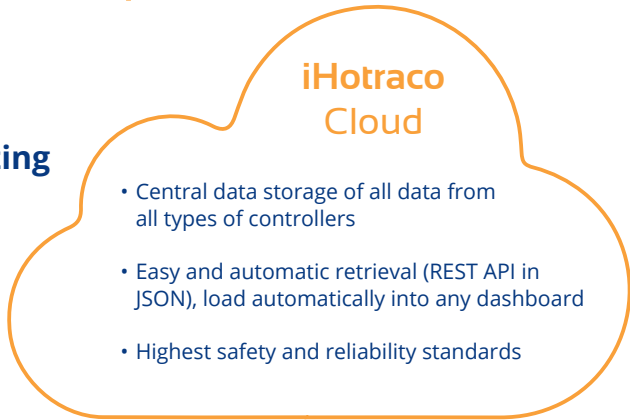 iHotraco
Cloud
ting
• Central data storage of all data from
all types of controllers
• Easy and automatic retrieval (REST API in
JSON), load automatically into any dashboard
• Highest safety and reliability standards